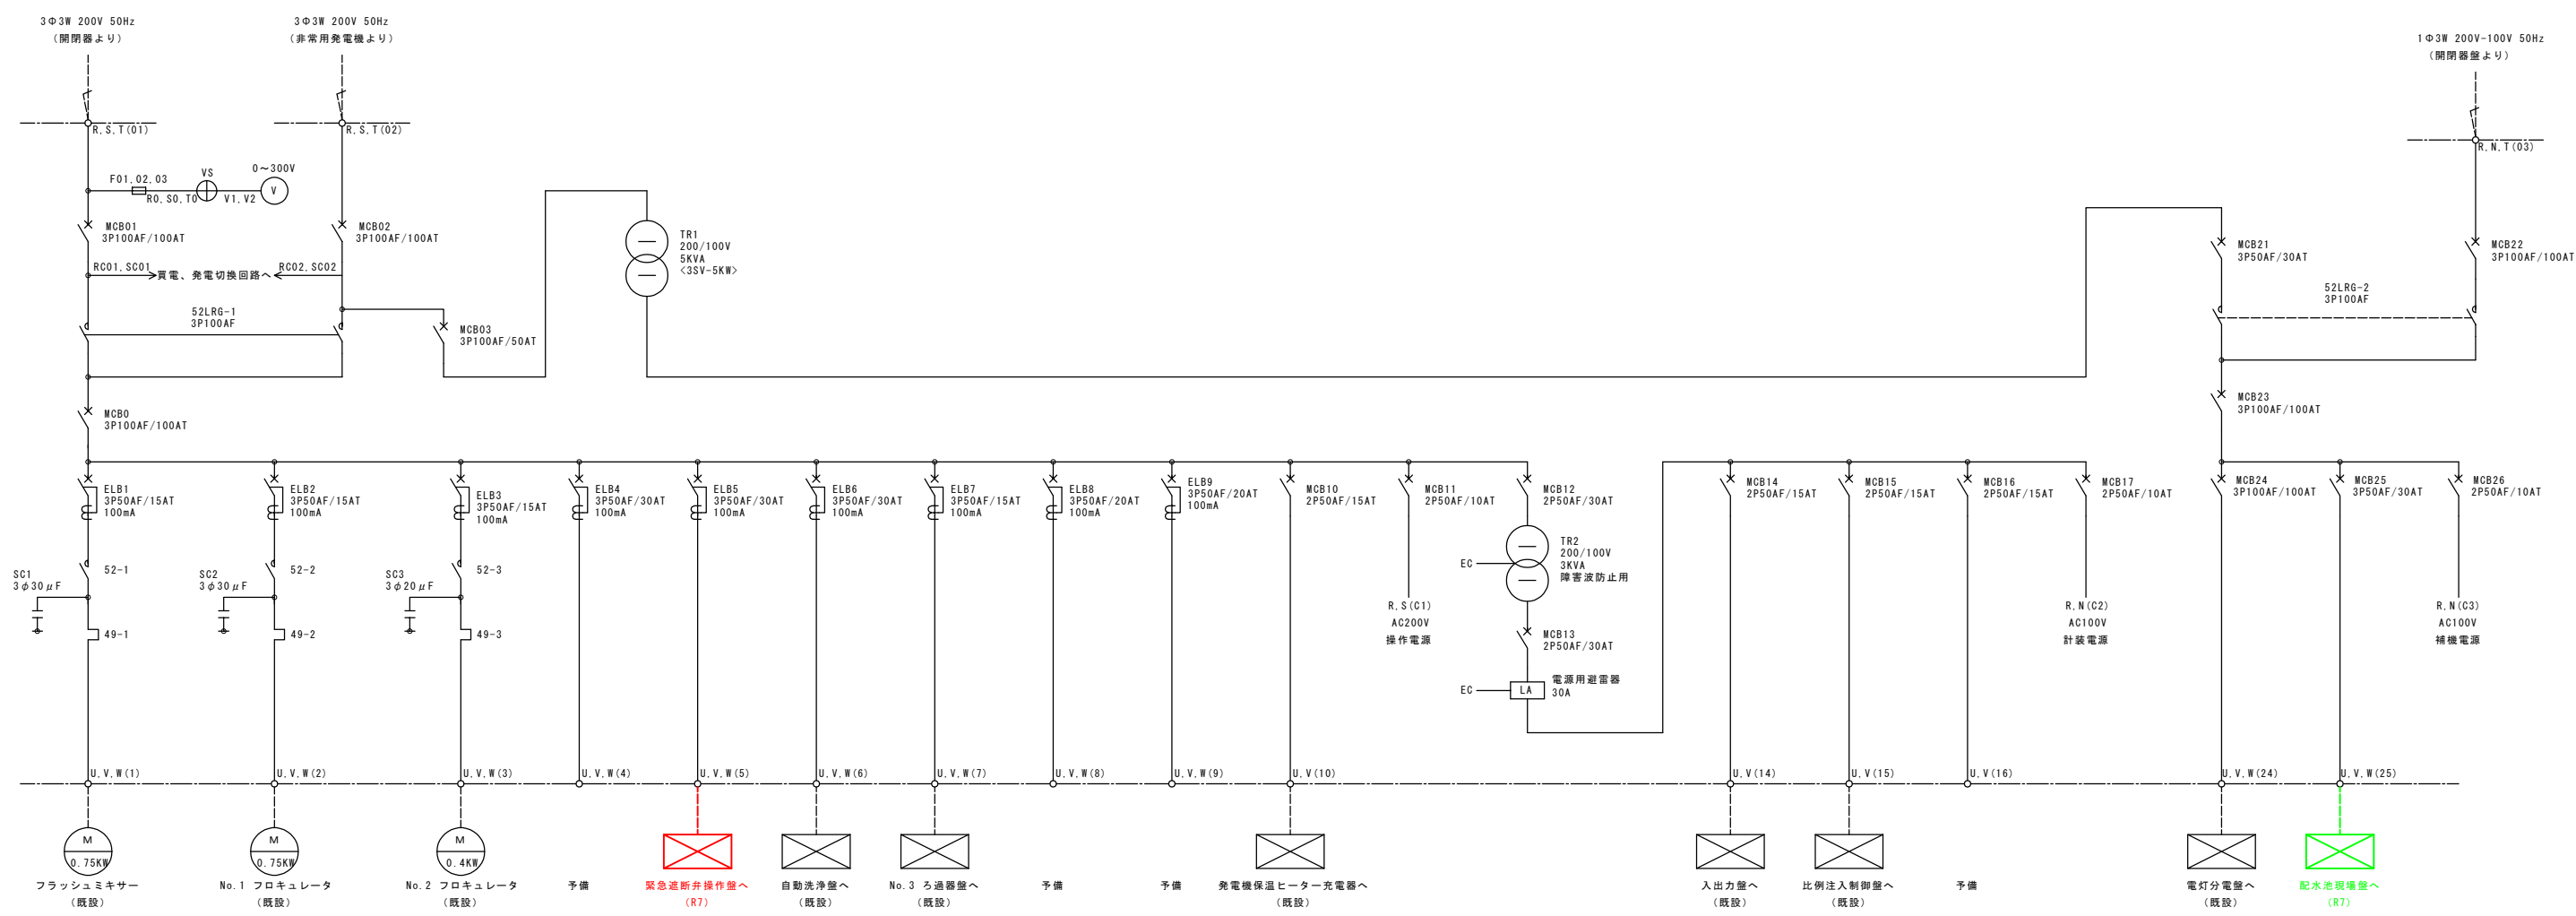 3Φ3W 200V 50Hz
(開閉器より)
3Φ3W 200V 50Hz
(非常用発電機より)
1Φ3W 200V-100V 50Hz
(開閉器盤より)
R,S,T(01)
R,S,T(02)
R,N,T(03)
F01,02,03
R0,S0,T0
VS
V1,V2
0～300V
V
MCB01
3P100AF/100AT
MCB02
3P100AF/100AT
RC01,SC01
買電、発電切換回路へ
RC02,SC02
52LRG-1
3P100AF
MCB03
3P100AF/50AT
TR1
200/100V
5KVA
<3SV-5KW>
MCB21
3P50AF/30AT
MCB22
3P100AF/100AT
52LRG-2
3P100AF
MCB0
3P100AF/100AT
MCB23
3P100AF/100AT
ELB1
3P50AF/15AT
100mA
ELB2
3P50AF/15AT
100mA
ELB3
3P50AF/15AT
100mA
ELB4
3P50AF/30AT
100mA
ELB5
3P50AF/30AT
100mA
ELB6
3P50AF/30AT
100mA
ELB7
3P50AF/15AT
100mA
ELB8
3P50AF/20AT
100mA
ELB9
3P50AF/20AT
100mA
MCB10
2P50AF/15AT
MCB11
2P50AF/10AT
MCB12
2P50AF/30AT
MCB14
2P50AF/15AT
MCB15
2P50AF/15AT
MCB16
2P50AF/15AT
MCB17
2P50AF/10AT
MCB24
3P100AF/100AT
MCB25
3P50AF/30AT
MCB26
2P50AF/10AT
SC1
3φ30μF
52-1
49-1
SC2
3φ30μF
52-2
49-2
SC3
3φ20μF
52-3
49-3
R,S(C1)
AC200V
操作電源
EC
TR2
200/100V
3KVA
障害波防止用
MCB13
2P50AF/30AT
EC
LA
電源用避雷器
30A
R,N(C2)
AC100V
計装電源
R,N(C3)
AC100V
補機電源
U,V,W(1)
U,V,W(2)
U,V,W(3)
U,V,W(4)
U,V,W(5)
U,V,W(6)
U,V,W(7)
U,V,W(8)
U,V,W(9)
U,V(10)
U,V(14)
U,V(15)
U,V(16)
U,V,W(24)
U,V,W(25)
M
0.75KW
M
0.75KW
M
0.4KW
フラッシュミキサー
(既設)
No.1 フロキュレータ
(既設)
No.2 フロキュレータ
(既設)
予備
緊急遮断弁操作盤へ
(R7)
自動洗浄盤へ
(既設)
No.3 ろ過器盤へ
(既設)
予備
予備
発電機保温ヒーター充電器へ
(既設)
入出力盤へ
(既設)
比例注入制御盤へ
(既設)
予備
電灯分電盤へ
(既設)
配水池現場盤へ
(R7)